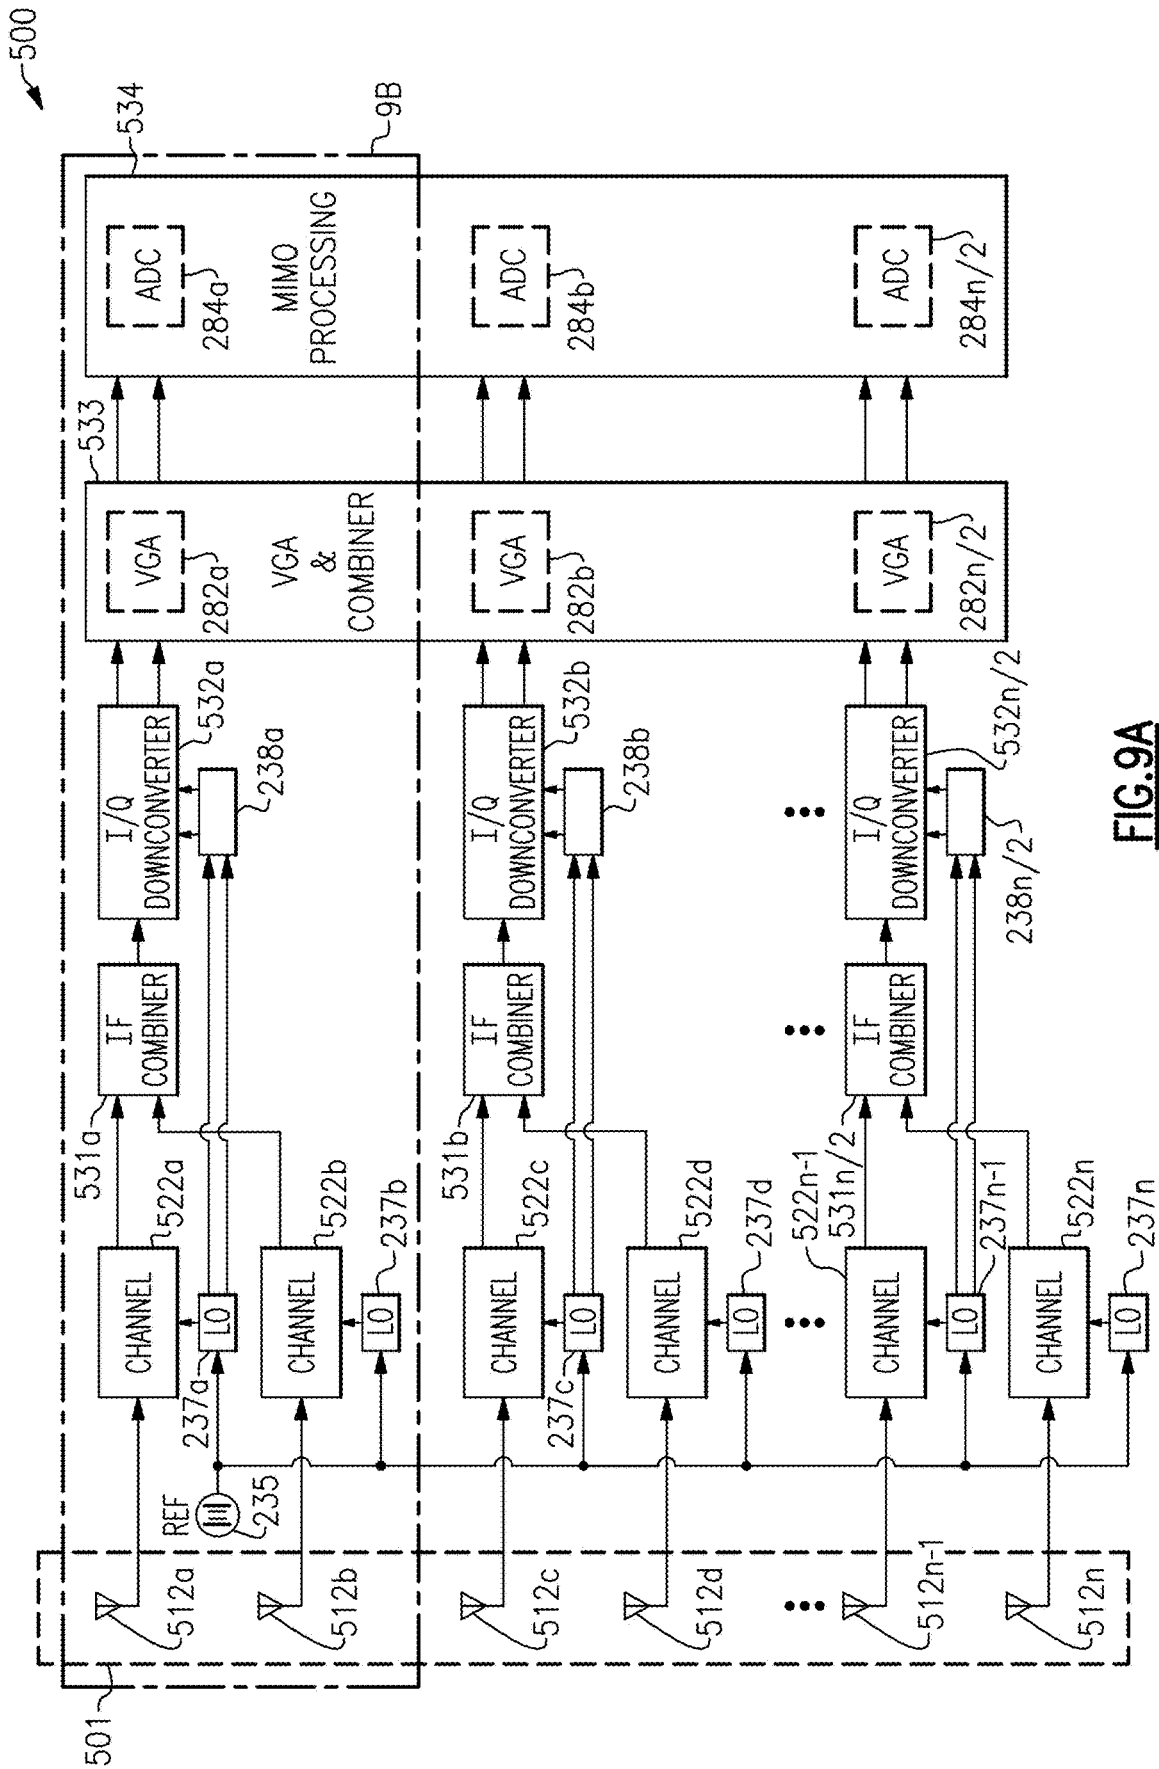 500
501
512a
512b
512c
512d
512n-1
512n
REF
235
CHANNEL
522a
LO
237a
CHANNEL
522b
LO
237b
CHANNEL
522c
LO
237c
CHANNEL
522d
LO
237d
CHANNEL
522n-1
LO
237n-1
CHANNEL
522n
LO
237n
IF
COMBINER
531a
IF
COMBINER
531b
IF
COMBINER
531n/2
I/Q
DOWNCONVERTER
532a
238a
I/Q
DOWNCONVERTER
532b
238b
I/Q
DOWNCONVERTER
532n/2
238n/2
533
VGA
282a
VGA
&
COMBINER
VGA
282b
VGA
282n/2
534
ADC
284a
MIMO
PROCESSING
ADC
284b
ADC
284n/2
9B
FIG.9A